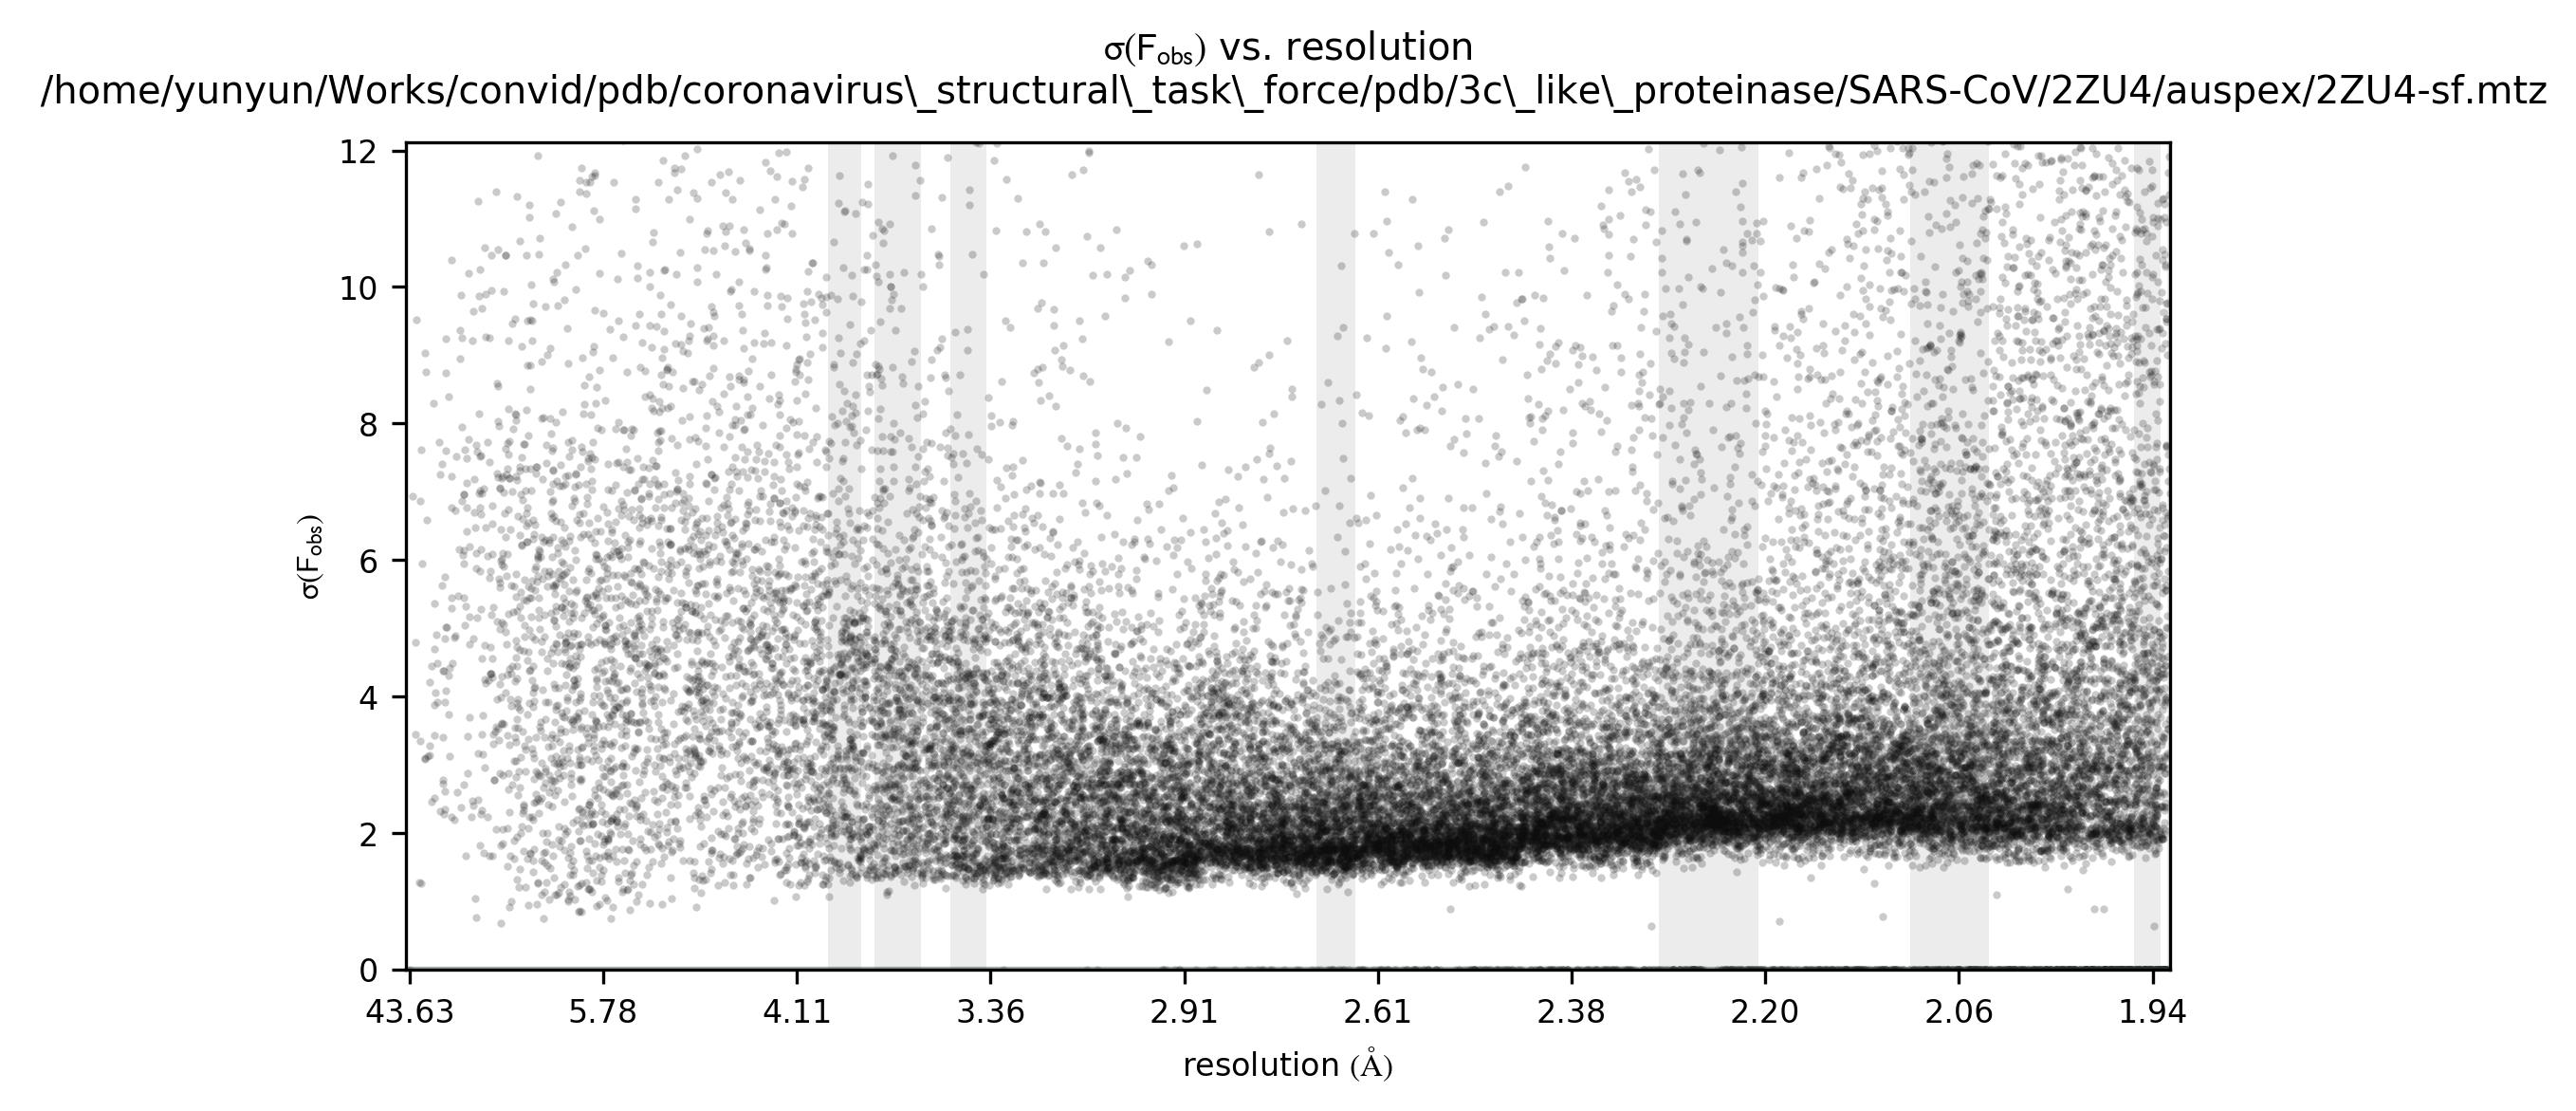 σ(F_obs) vs. resolution
/home/yunyun/Works/convid/pdb/coronavirus\_structural\_task\_force/pdb/3c\_like\_proteinase/SARS-CoV/2ZU4/auspex/2ZU4-sf.mtz
12
10
8
6
4
2
0
σ(F_obs)
43.63 5.78 4.11 3.36 2.91 2.61 2.38 2.20 2.06 1.94
resolution (Å)